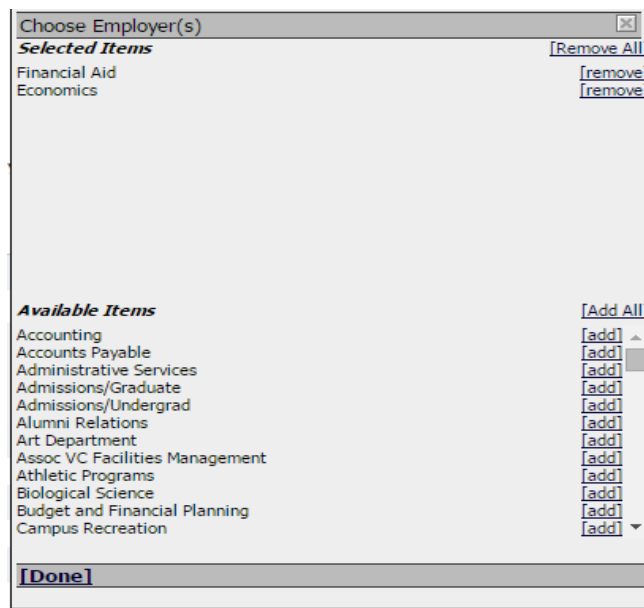 Choose Employer(s)
Selected Items [Remove All]
Financial Aid [remove]
Economics [remove]
Available Items [Add All]
Accounting [add]
Accounts Payable [add]
Administrative Services [add]
Admissions/Graduate [add]
Admissions/Undergrad [add]
Alumni Relations [add]
Art Department [add]
Assoc VC Facilities Management [add]
Athletic Programs [add]
Biological Science [add]
Budget and Financial Planning [add]
Campus Recreation [add]
[Done]